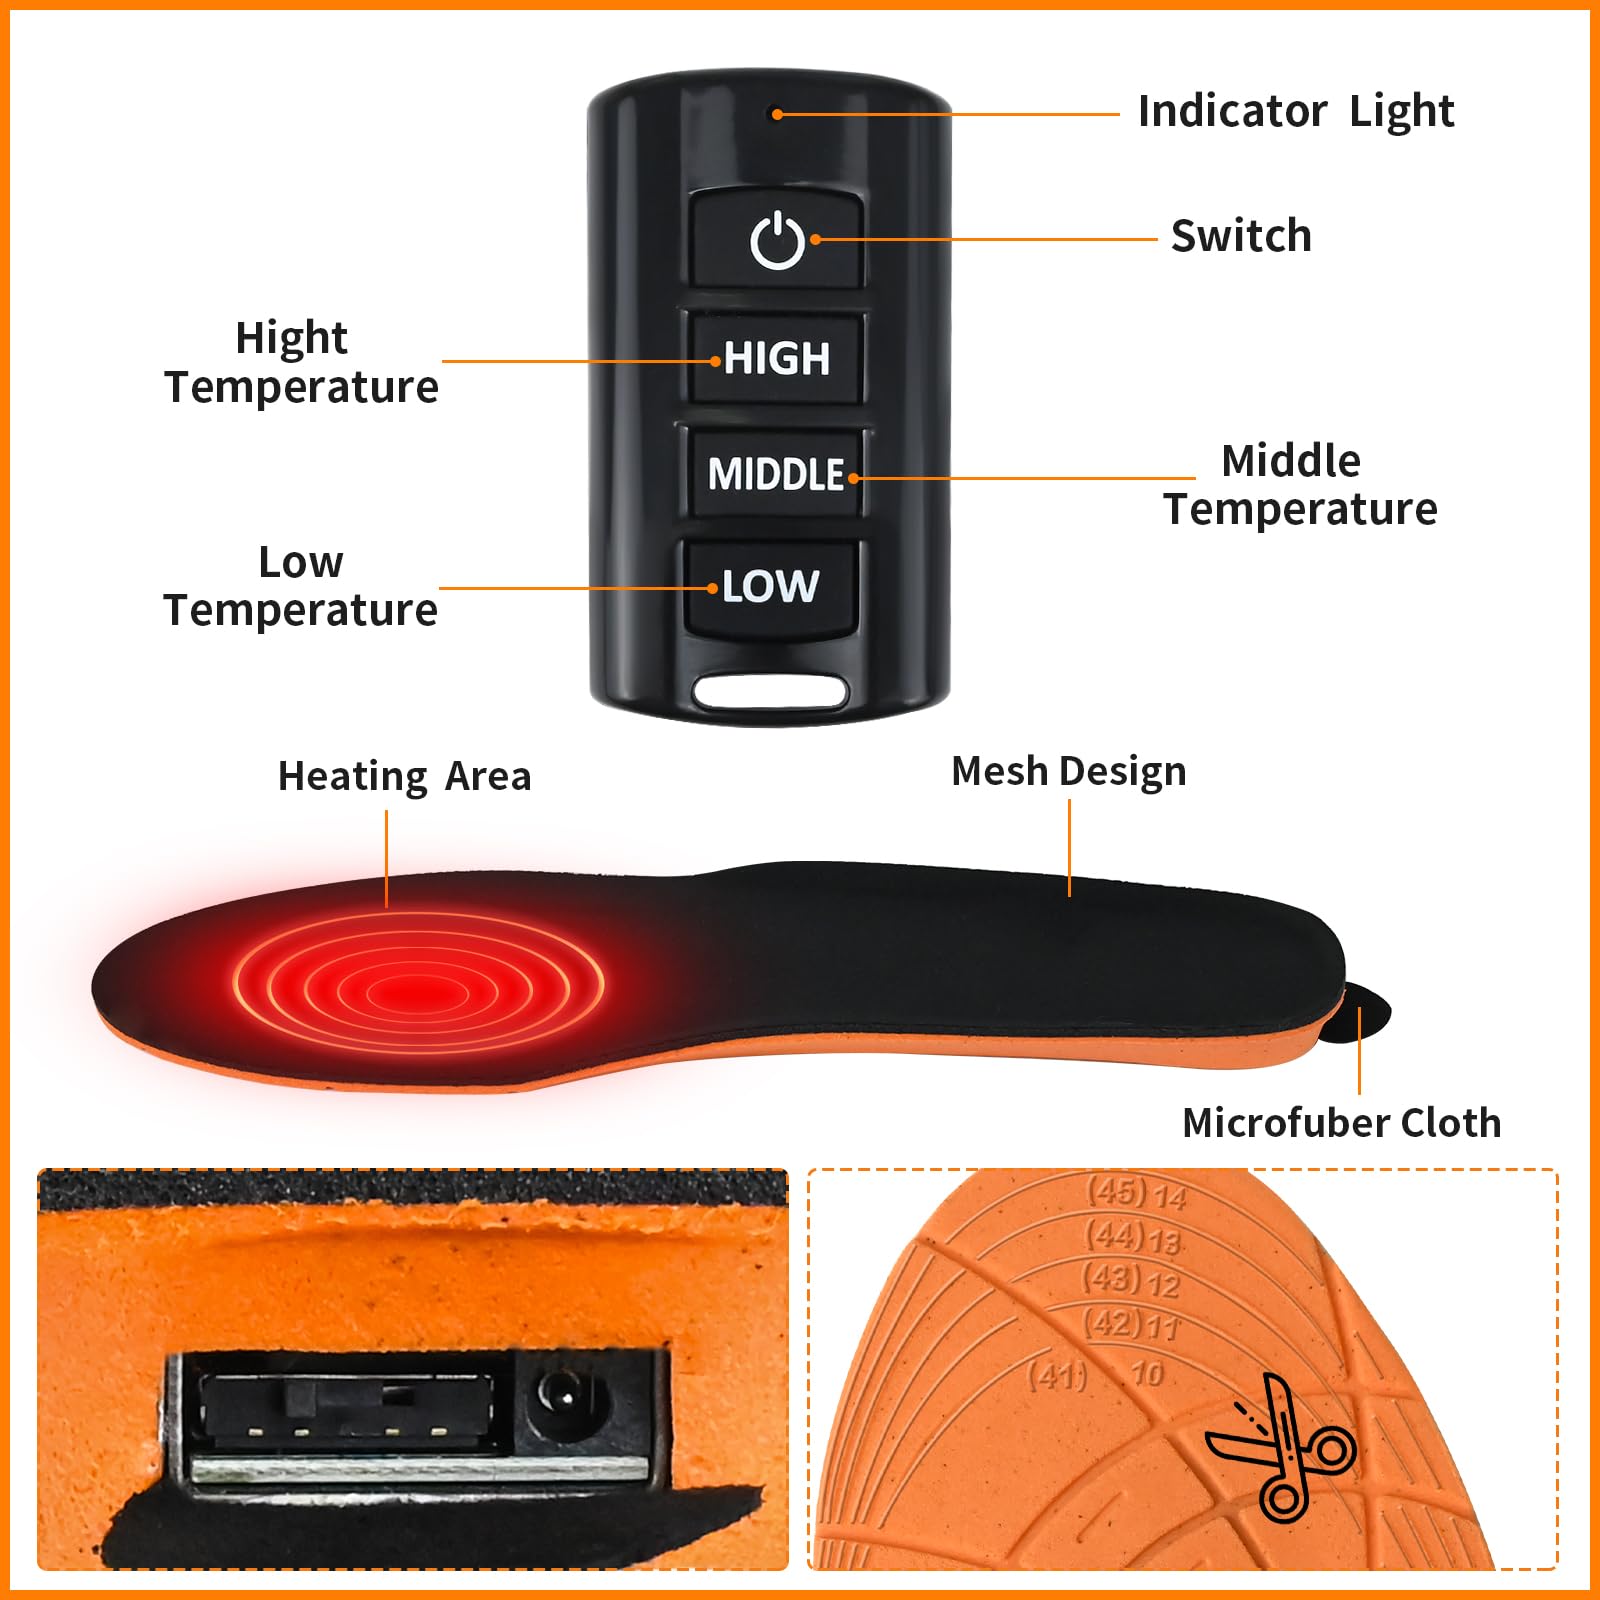 Indicator Light
Switch
Hight
Temperature
HIGH
MIDDLE
Middle
Temperature
Low
Temperature
LOW
Heating Area
Mesh Design
Microfuber Cloth
(45) 14
(44) 13
(43) 12
(42) 11
(41) 10